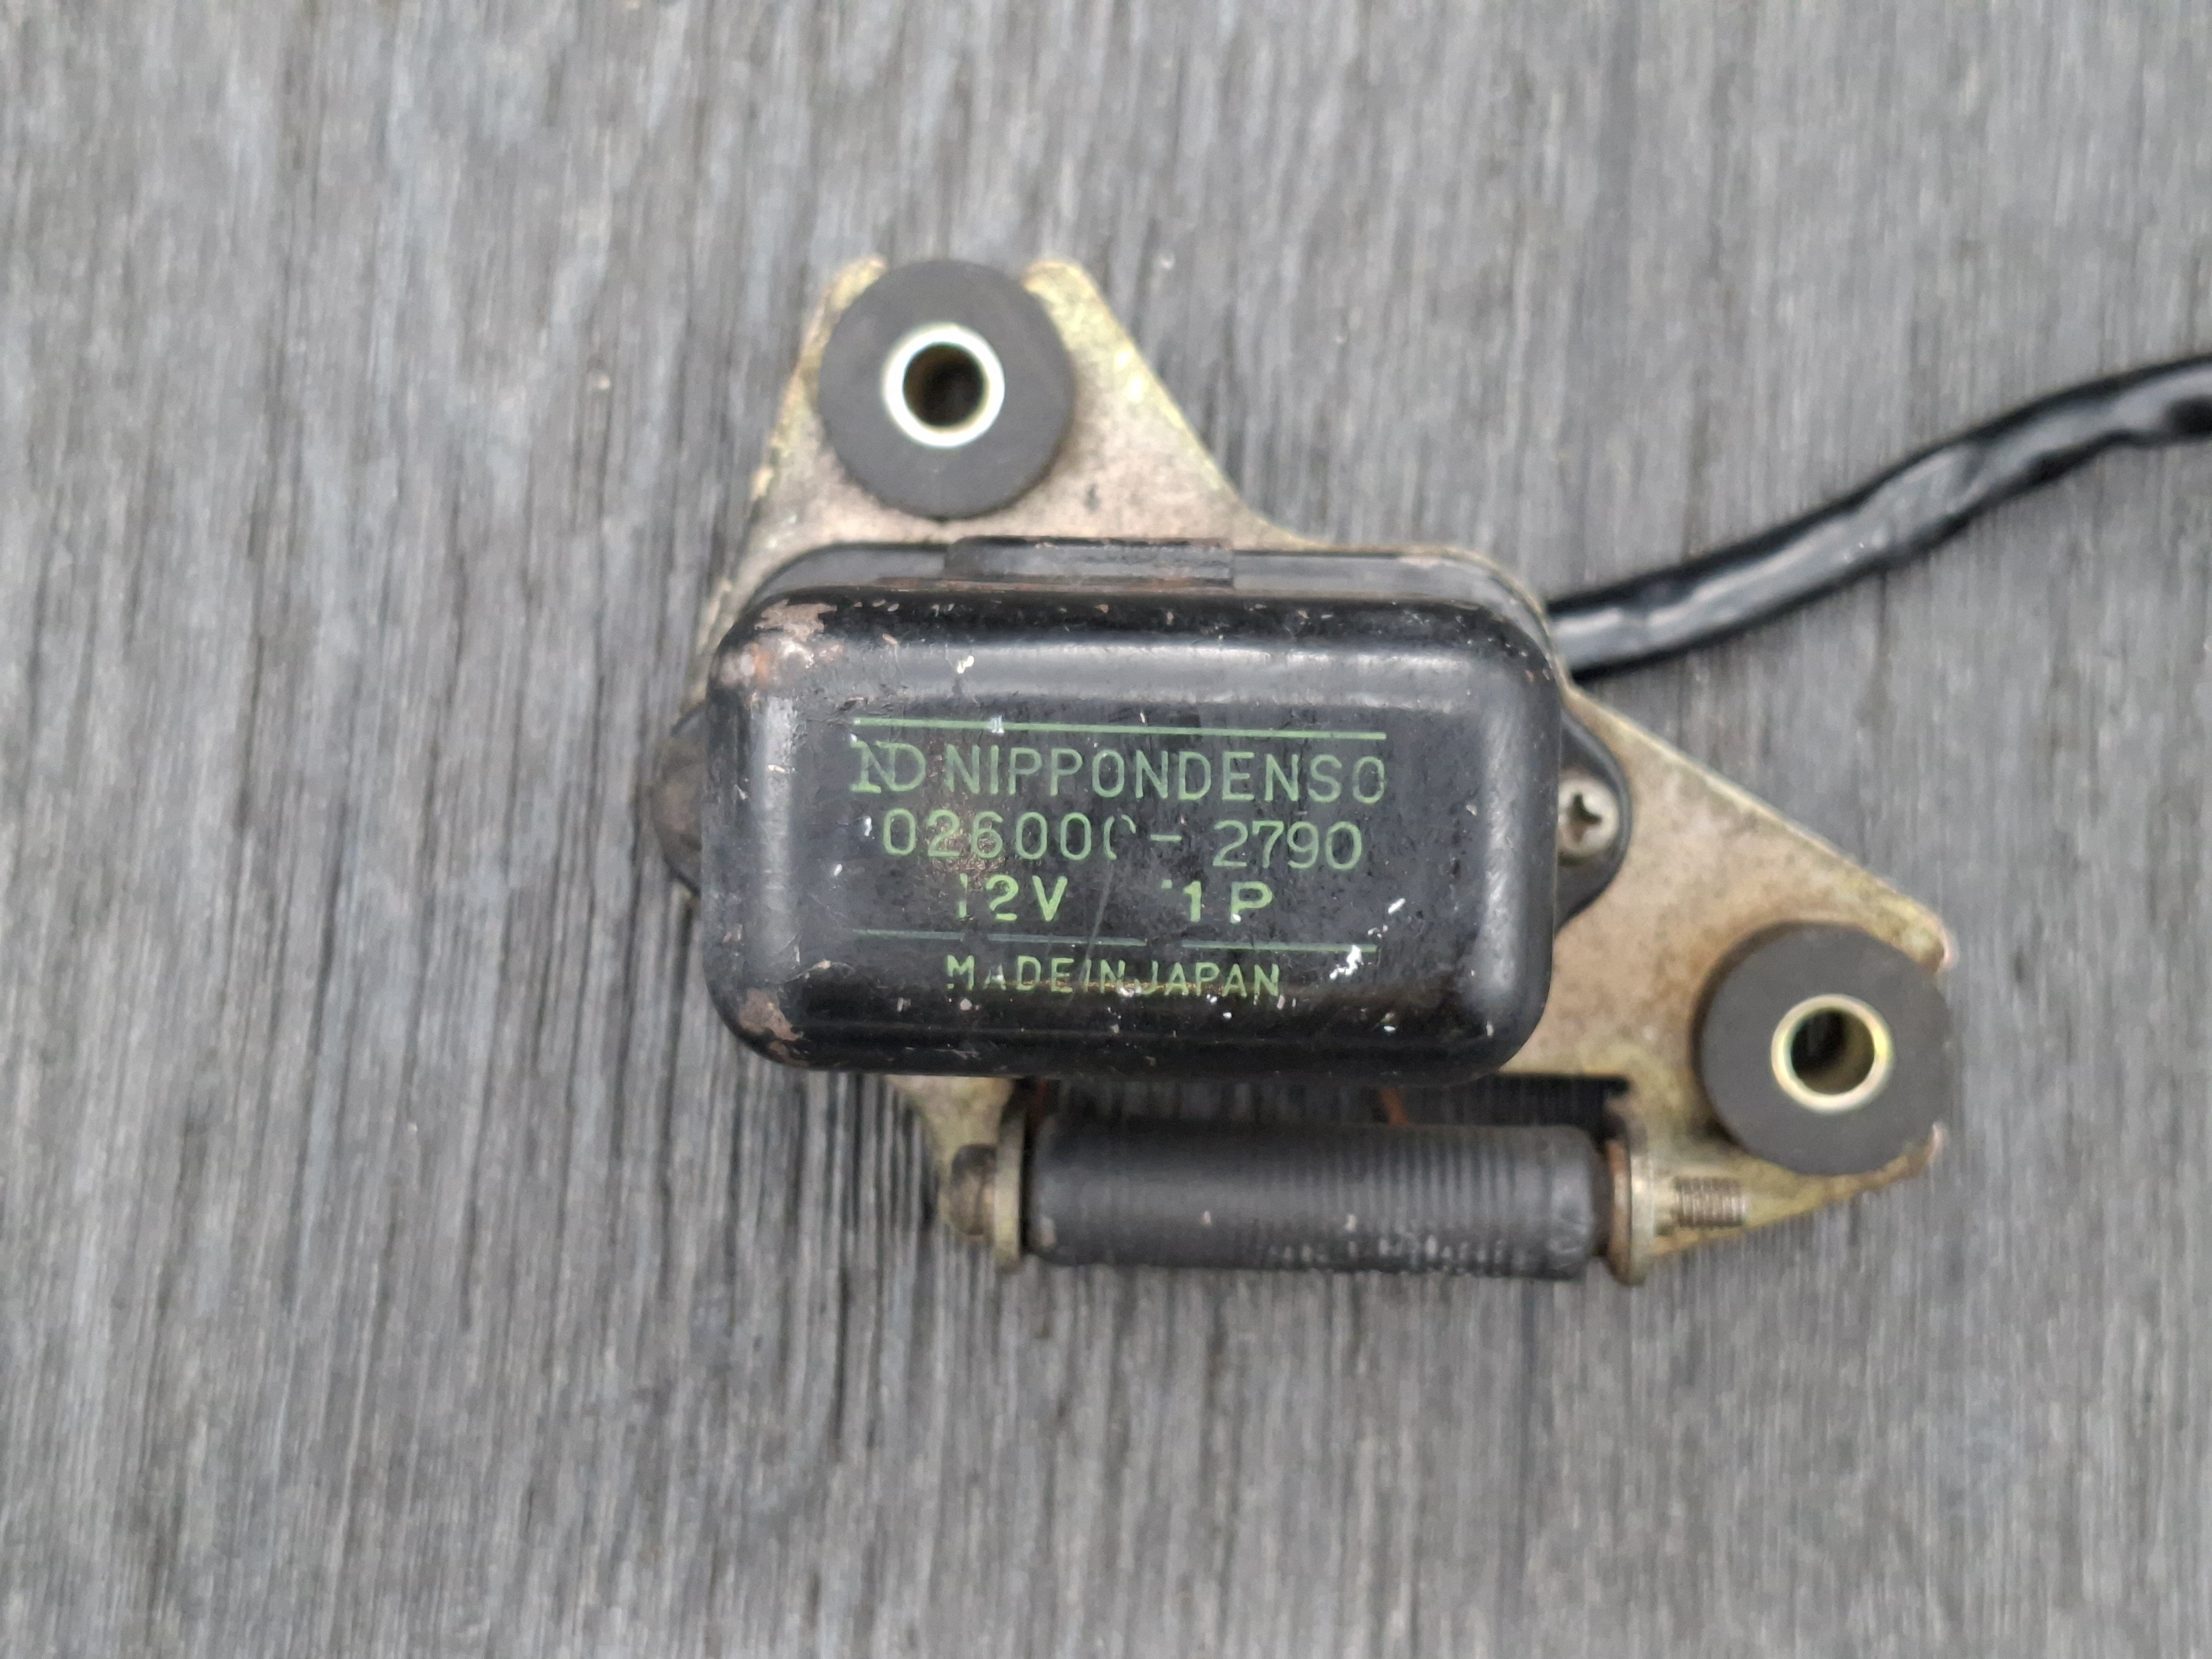 ND NIPPONDENSO
026000-2790
12V 1P
MADE IN JAPAN